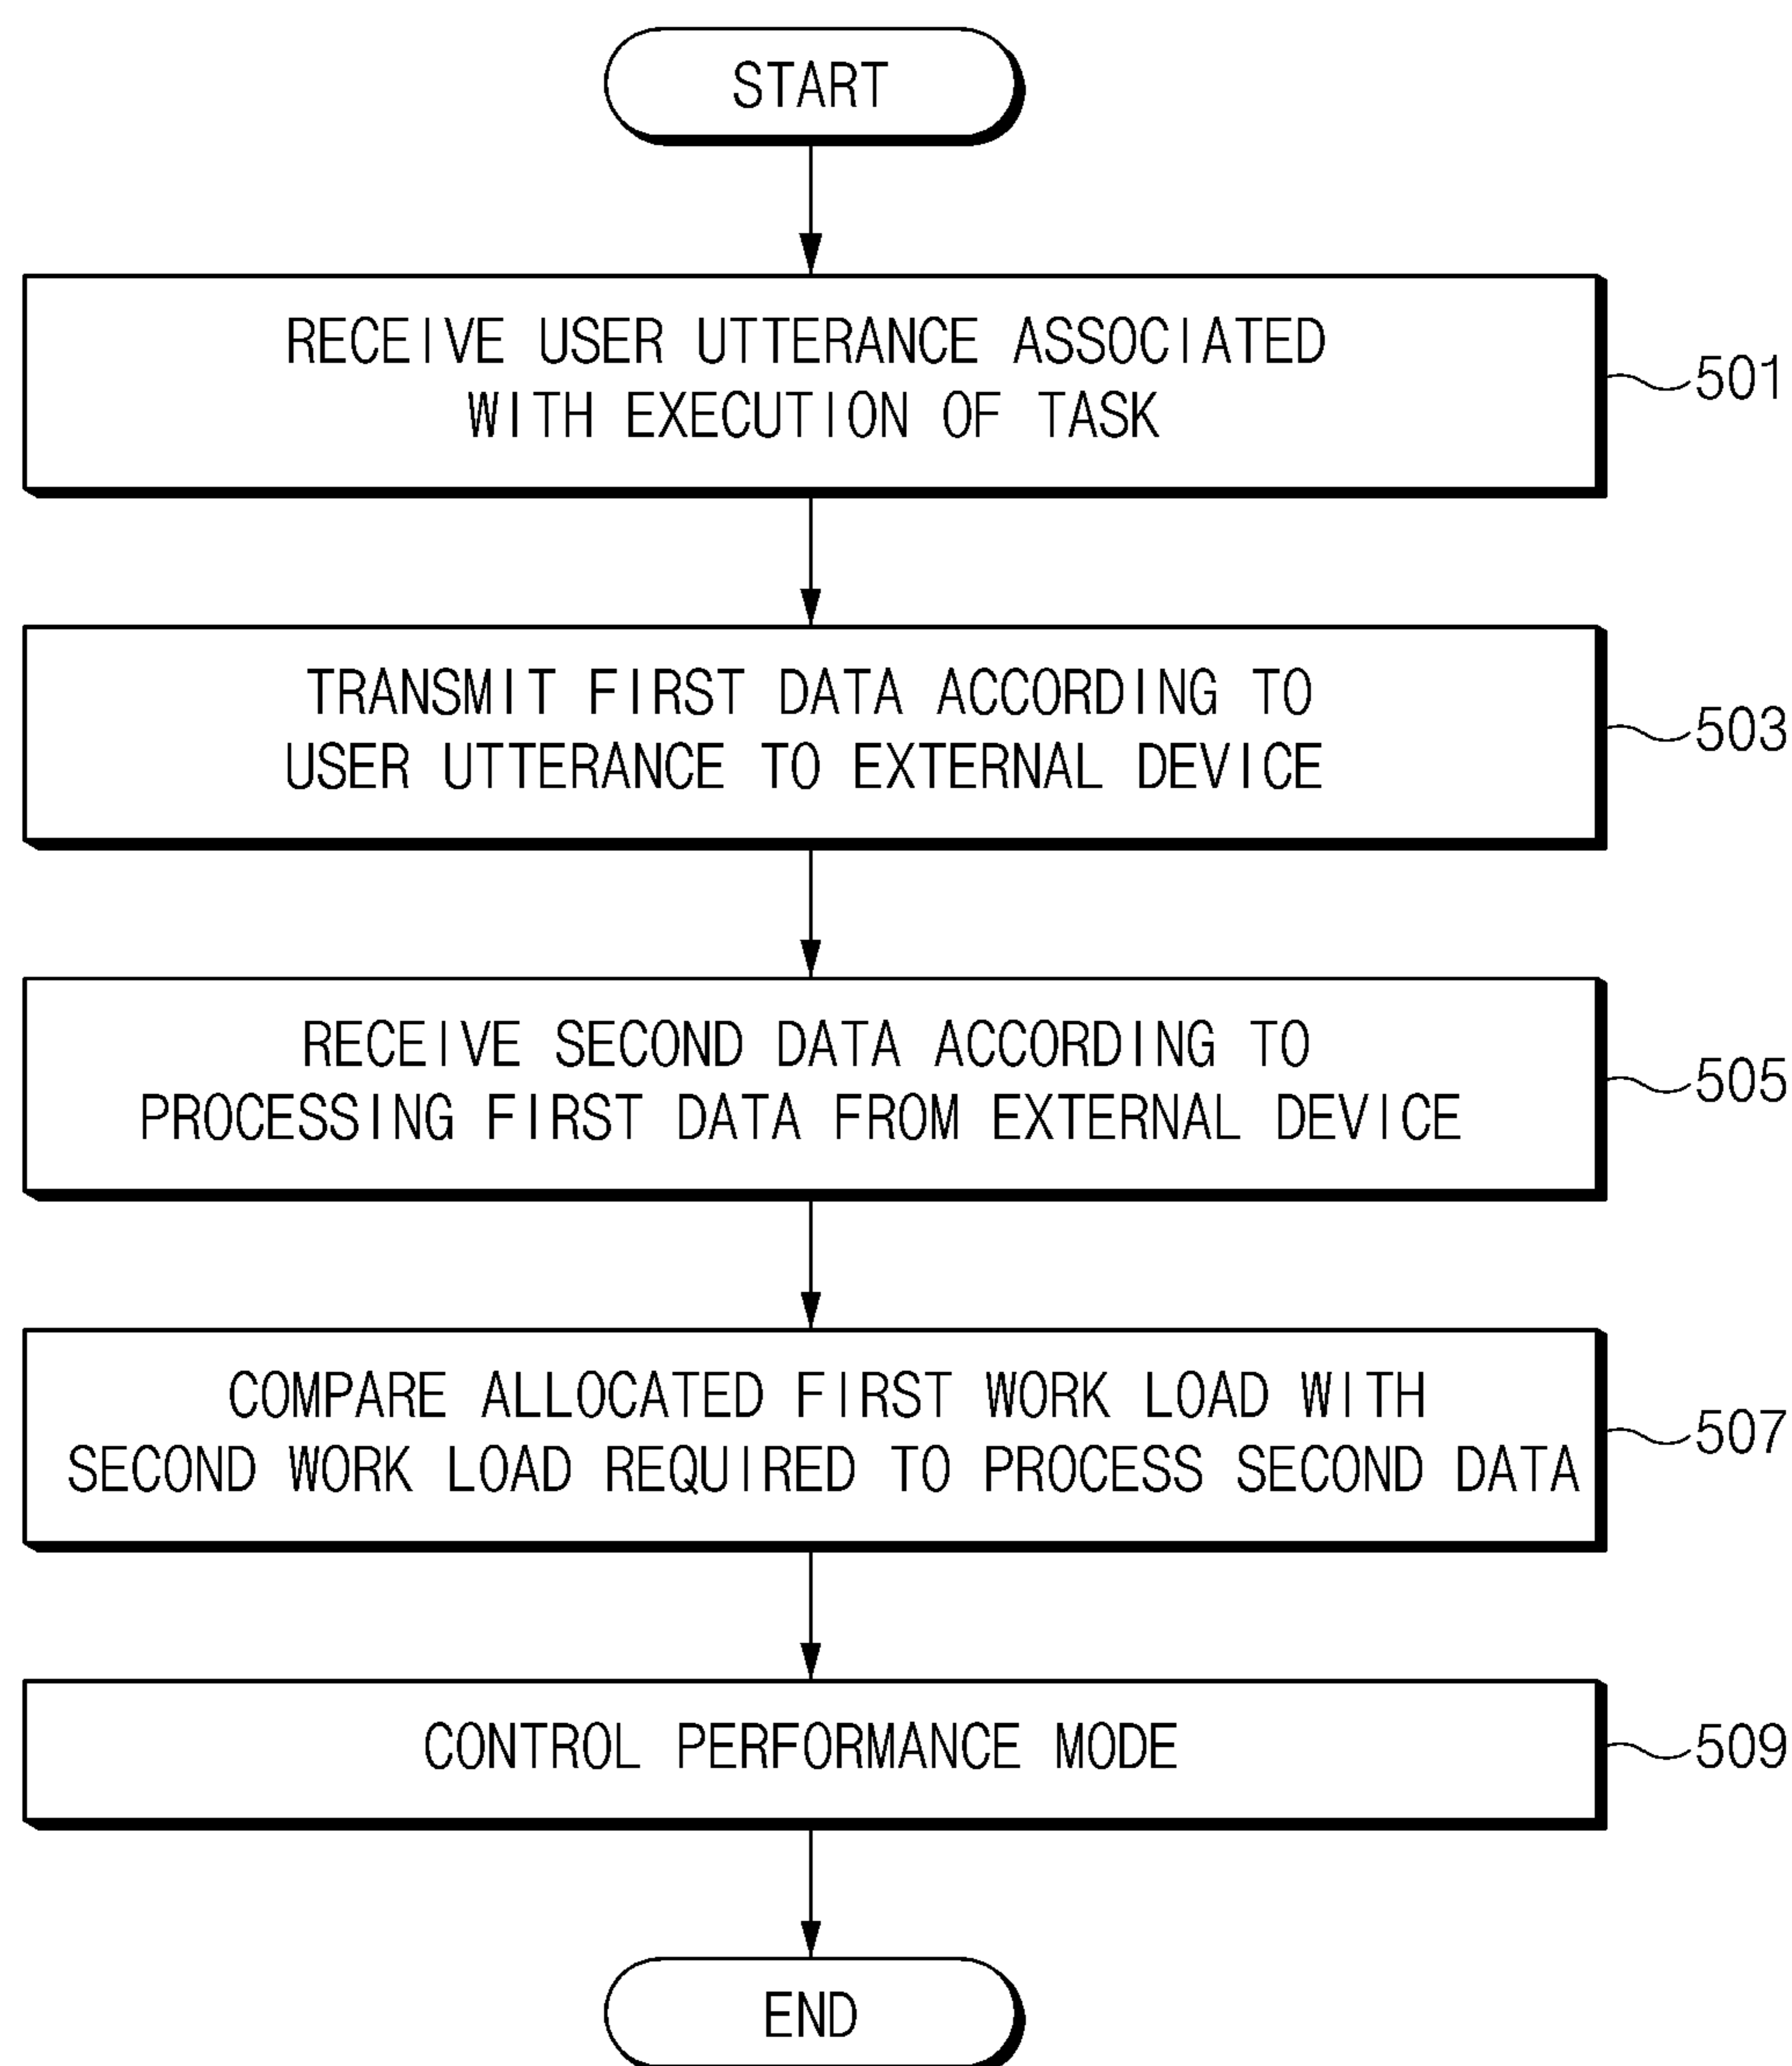 START
RECEIVE USER UTTERANCE ASSOCIATED
WITH EXECUTION OF TASK
501
TRANSMIT FIRST DATA ACCORDING TO
USER UTTERANCE TO EXTERNAL DEVICE
503
RECEIVE SECOND DATA ACCORDING TO
PROCESSING FIRST DATA FROM EXTERNAL DEVICE
505
COMPARE ALLOCATED FIRST WORK LOAD WITH
SECOND WORK LOAD REQUIRED TO PROCESS SECOND DATA
507
CONTROL PERFORMANCE MODE
509
END